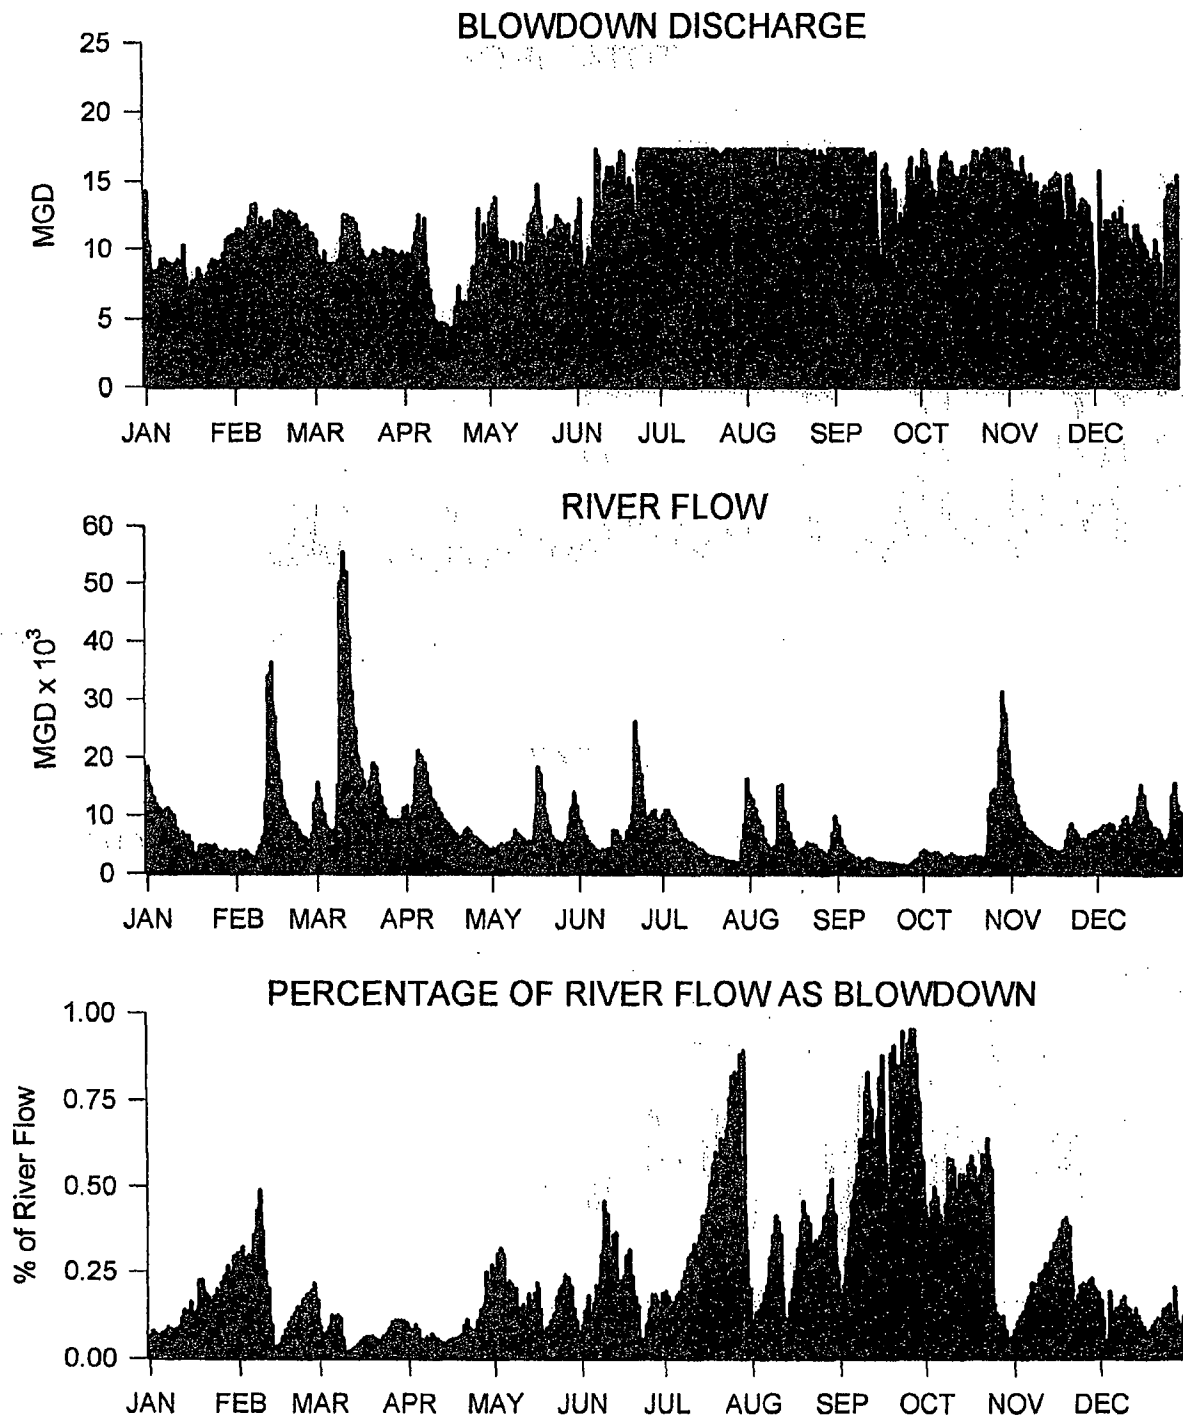 BLOWDOWN DISCHARGE
25
20
15
10
5
0
MGD
JAN FEB MAR APR MAY JUN JUL AUG SEP OCT NOV DEC
RIVER FLOW
60
50
40
30
20
10
0
MGD x 10³
JAN FEB MAR APR MAY JUN JUL AUG SEP OCT NOV DEC
PERCENTAGE OF RIVER FLOW AS BLOWDOWN
1.00
0.75
0.50
0.25
0.00
% of River Flow
JAN FEB MAR APR MAY JUN JUL AUG SEP OCT NOV DEC